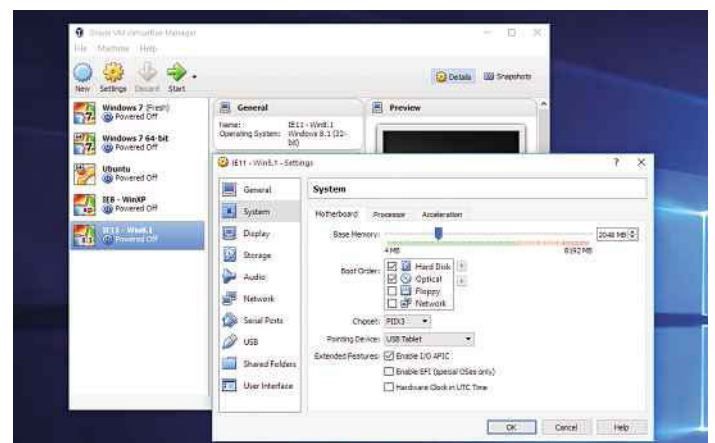 Oracle VM VirtualBox Manager
File Machine Help
New Settings Discard Start
Details Snapshots
Windows 7 (Fresh)
Powered Off
Windows 7 64-bit
Powered Off
Ubuntu
Powered Off
IE8 - WinXP
Powered Off
IE11 - Win8.1
Powered Off
General
Name: IE11 - Win8.1
Operating System: Windows 8.1 (32-
bit)
Preview
IE11 - Win8.1 - Settings
General
System
Display
Storage
Audio
Network
Serial Ports
USB
Shared Folders
User Interface
System
Motherboard Processor Acceleration
Base Memory: 2048 MB
4 MB 8192 MB
Boot Order: Hard Disk
Optical
Floppy
Network
Chipset: PIIX3
Pointing Device: USB Tablet
Extended Features: Enable I/O APIC
Enable EFI (special OSes only)
Hardware Clock in UTC Time
OK Cancel Help